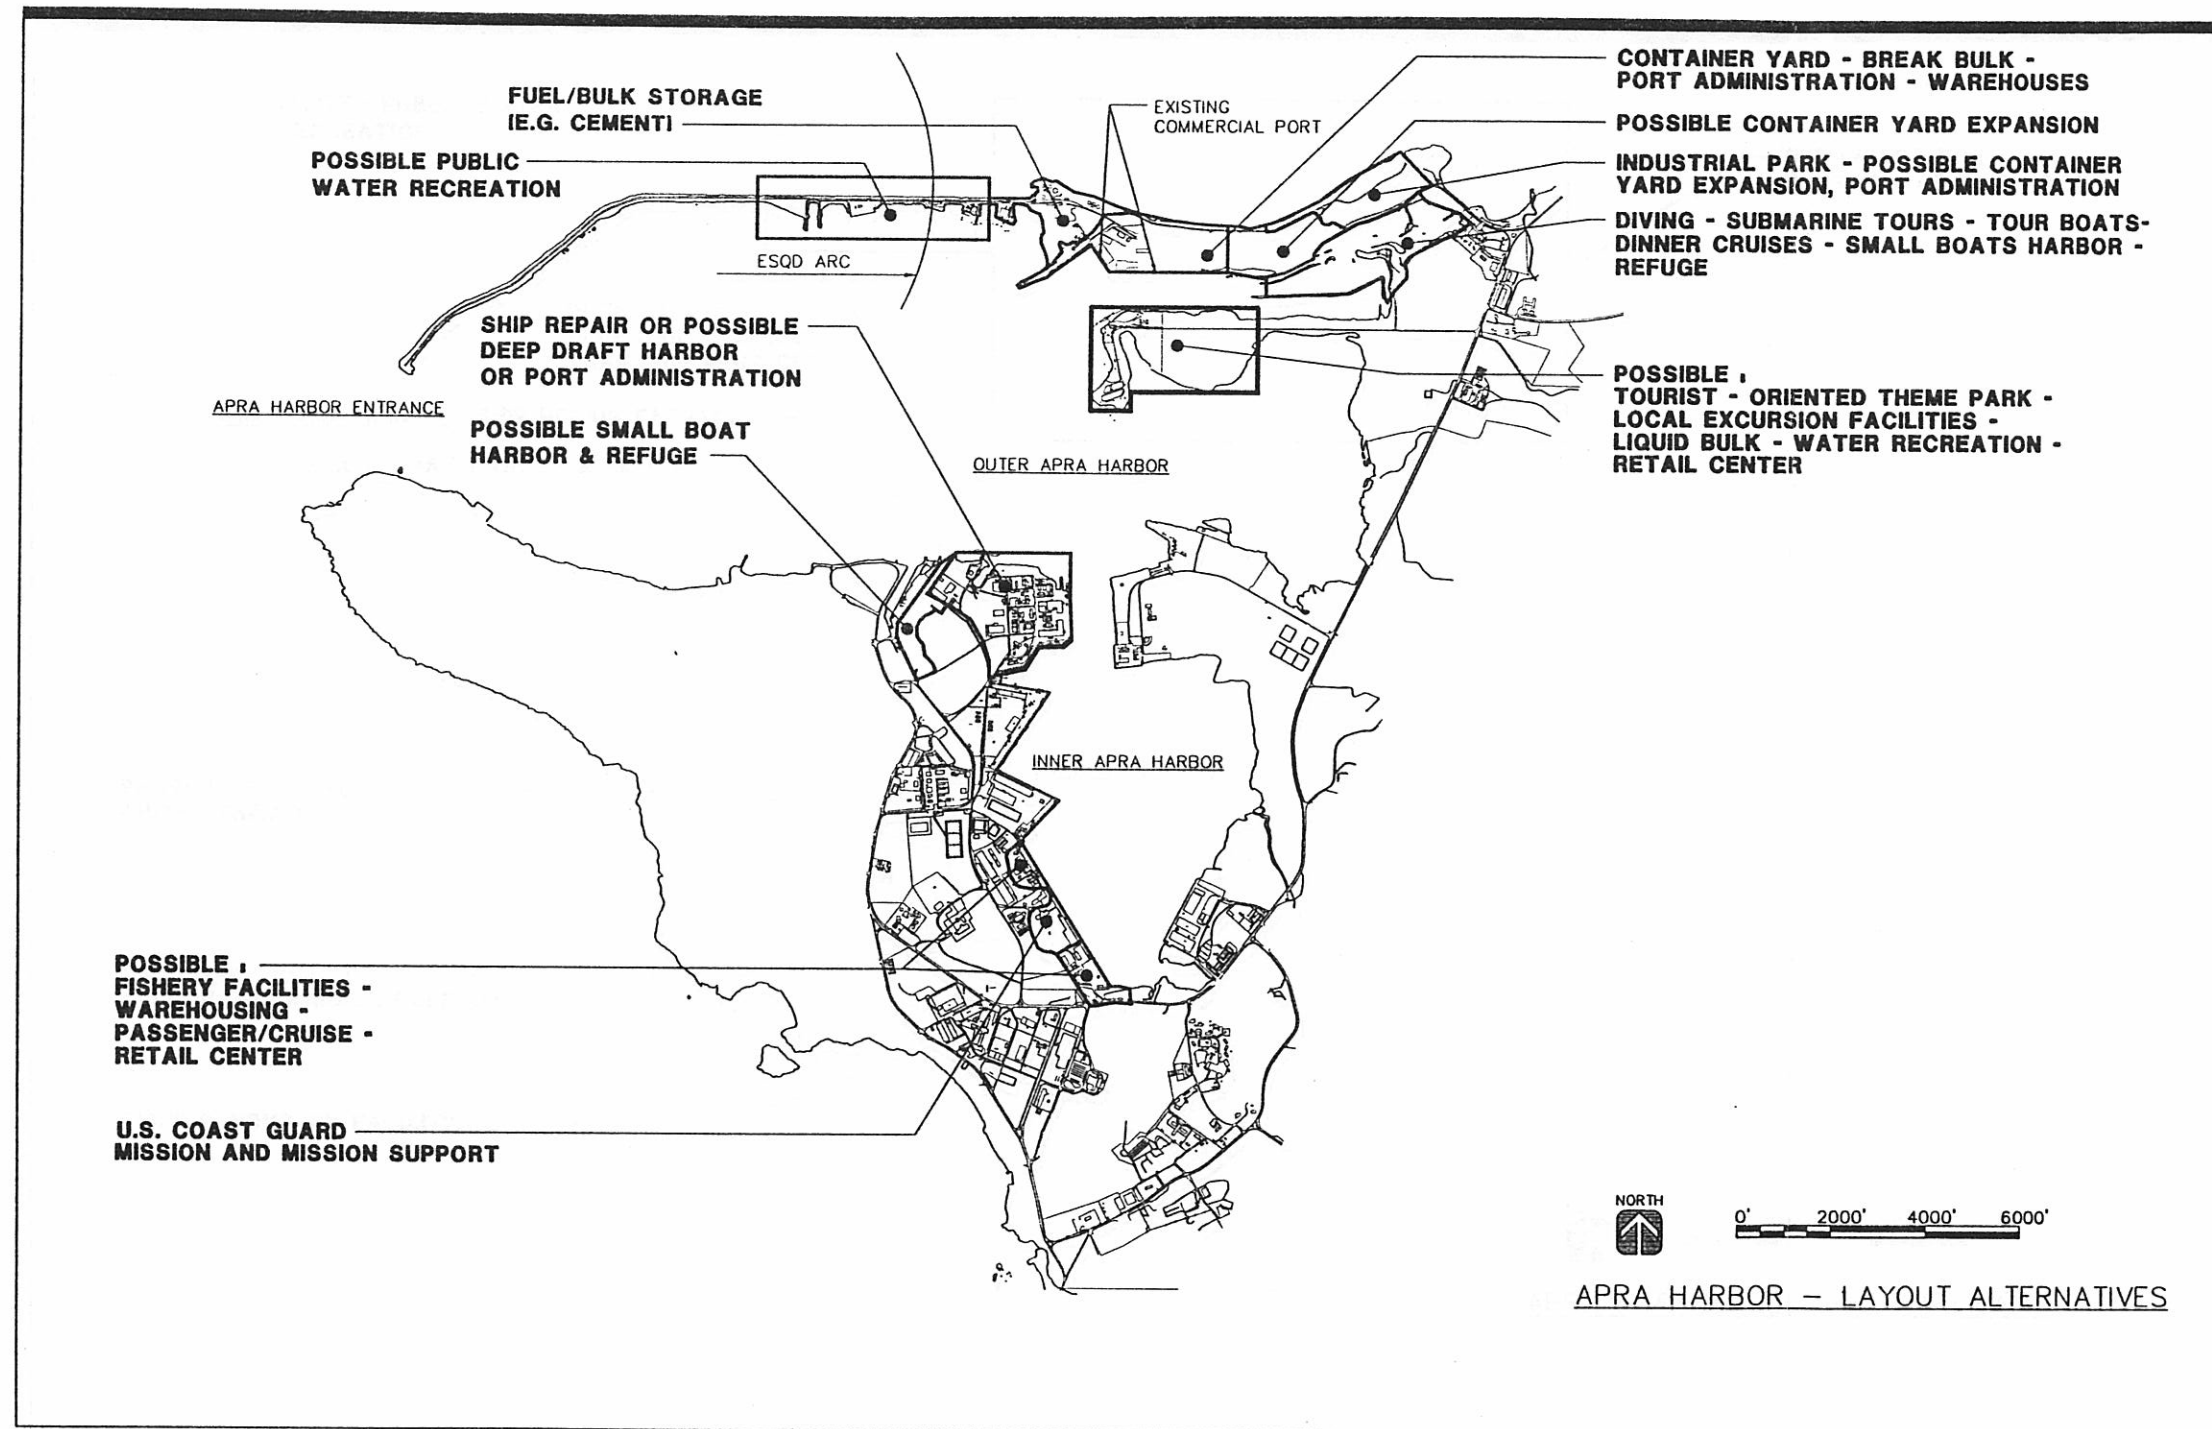 CONTAINER YARD - BREAK BULK -
PORT ADMINISTRATION - WAREHOUSES
FUEL/BULK STORAGE
(E.G. CEMENT)
EXISTING
COMMERCIAL PORT
POSSIBLE CONTAINER YARD EXPANSION
POSSIBLE PUBLIC
WATER RECREATION
INDUSTRIAL PARK - POSSIBLE CONTAINER
YARD EXPANSION, PORT ADMINISTRATION
DIVING - SUBMARINE TOURS - TOUR BOATS-
DINNER CRUISES - SMALL BOATS HARBOR -
REFUGE
ESQD ARC
SHIP REPAIR OR POSSIBLE
DEEP DRAFT HARBOR
OR PORT ADMINISTRATION
POSSIBLE :
TOURIST - ORIENTED THEME PARK -
LOCAL EXCURSION FACILITIES -
LIQUID BULK - WATER RECREATION -
RETAIL CENTER
APRA HARBOR ENTRANCE
POSSIBLE SMALL BOAT
HARBOR & REFUGE
OUTER APRA HARBOR
INNER APRA HARBOR
POSSIBLE :
FISHERY FACILITIES -
WAREHOUSING -
PASSENGER/CRUISE -
RETAIL CENTER
U.S. COAST GUARD
MISSION AND MISSION SUPPORT
NORTH
0' 2000' 4000' 6000'
APRA HARBOR - LAYOUT ALTERNATIVES